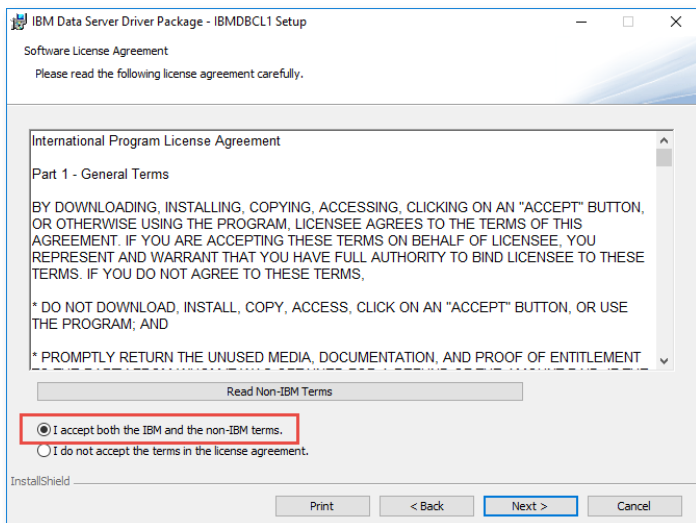 IBM Data Server Driver Package - IBMDBCL1 Setup
Software License Agreement
Please read the following license agreement carefully.
International Program License Agreement
Part 1 - General Terms
BY DOWNLOADING, INSTALLING, COPYING, ACCESSING, CLICKING ON AN "ACCEPT" BUTTON,
OR OTHERWISE USING THE PROGRAM, LICENSEE AGREES TO THE TERMS OF THIS
AGREEMENT. IF YOU ARE ACCEPTING THESE TERMS ON BEHALF OF LICENSEE, YOU
REPRESENT AND WARRANT THAT YOU HAVE FULL AUTHORITY TO BIND LICENSEE TO THESE
TERMS. IF YOU DO NOT AGREE TO THESE TERMS,
* DO NOT DOWNLOAD, INSTALL, COPY, ACCESS, CLICK ON AN "ACCEPT" BUTTON, OR USE
THE PROGRAM; AND
* PROMPTLY RETURN THE UNUSED MEDIA, DOCUMENTATION, AND PROOF OF ENTITLEMENT
Read Non-IBM Terms
I accept both the IBM and the non-IBM terms.
I do not accept the terms in the license agreement.
InstallShield
Print
< Back
Next >
Cancel